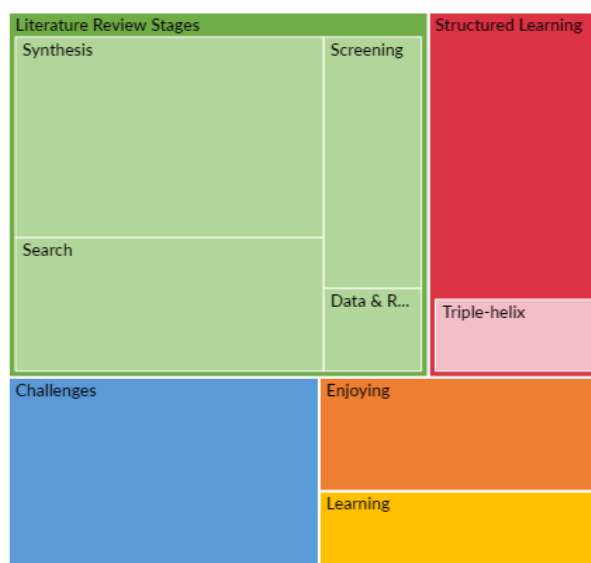 Literature Review Stages
Structured Learning
Synthesis
Screening
Search
Data & R...
Triple-helix
Challenges
Enjoying
Learning